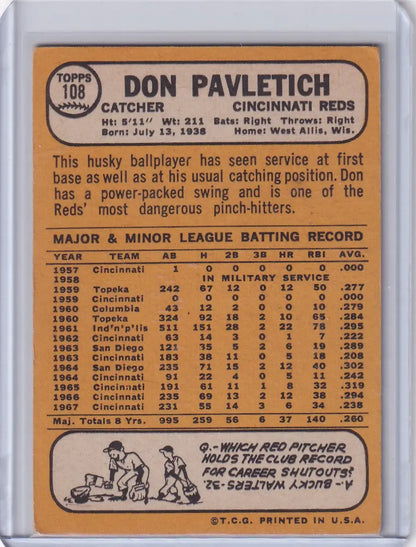 TOPPS
108
DON PAVLETICH
CATCHER CINCINNATI REDS
Ht: 5'11" Wt: 211 Bats: Right Throws: Right
Born: July 13, 1938 Home: West Allis, Wis.
This husky ballplayer has seen service at first
base as well as at his usual catching position. Don
has a power-packed swing and is one of the
Reds' most dangerous pinch-hitters.
MAJOR & MINOR LEAGUE BATTING RECORD
YEAR TEAM AB H 2B 3B HR RBI AVG.
1957 Cincinnati 1 0 0 0 0 0 .000
1958 IN MILITARY SERVICE
1959 Topeka 242 67 12 0 12 50 .277
1959 Cincinnati 0 0 0 0 0 0 .000
1960 Columbia 43 12 0 0 0 10 .279
1960 Topeka 324 92 18 2 10 65 .284
1961 Ind'n'p'lis 511 151 28 2 22 78 .295
1962 Cincinnati 63 14 3 0 1 7 .222
1963 San Diego 121 35 5 2 6 19 .289
1963 Cincinnati 183 38 11 0 5 18 .208
1964 San Diego 235 71 15 2 12 40 .302
1964 Cincinnati 91 22 4 0 5 11 .242
1965 Cincinnati 191 61 11 1 8 32 .319
1966 Cincinnati 235 69 13 2 12 38 .294
1967 Cincinnati 231 55 14 3 6 34 .238
Maj. Totals 8 Yrs. 995 259 56 6 37 140 .260
Q.-WHICH RED PITCHER
HOLDS THE CLUB RECORD
FOR CAREER SHUTOUTS?
A.- BUCKY WALTERS-32.
©T.C.G. PRINTED IN U.S.A.